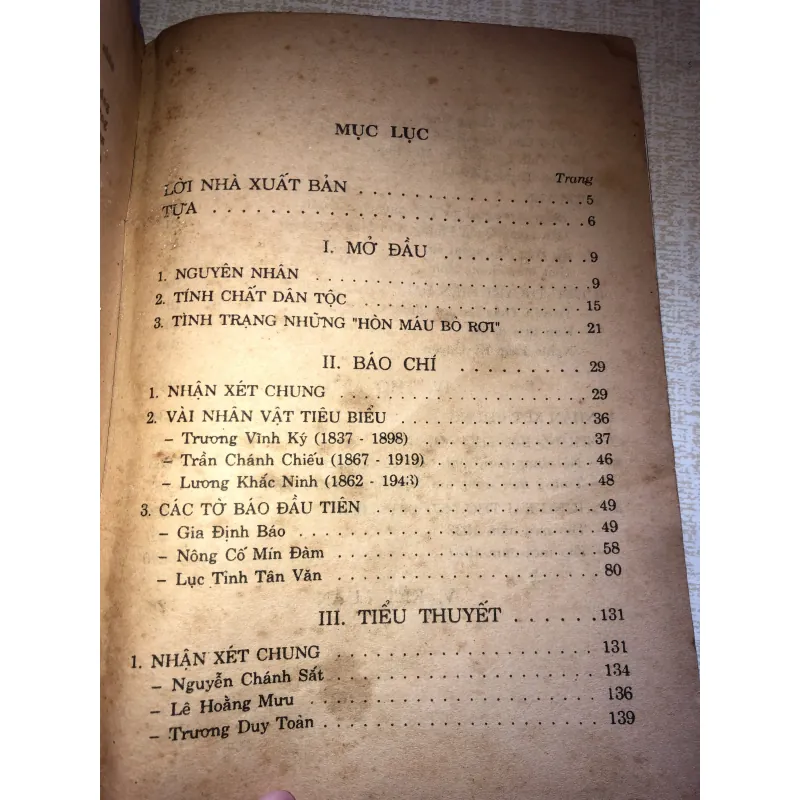 MỤC LỤC
Trang
LỜI NHÀ XUẤT BẢN . . . . . . . . . . . . . . . . . 5
TỰA . . . . . . . . . . . . . . . . . . . . . . . . . . 6
I. MỞ ĐẦU . . . . . . . . . . 9
1. NGUYÊN NHÂN . . . . . . . . . . . . . . . . . . . 9
2. TÍNH CHẤT DÂN TỘC . . . . . . . . . . . . . . . . 15
3. TÌNH TRẠNG NHỮNG "HÒN MÁU BỎ RƠI" . . . . . . 21
II. BÁO CHÍ . . . . . . . . . . 29
1. NHẬN XÉT CHUNG . . . . . . . . . . . . . . . . . . 29
2. VÀI NHÂN VẬT TIÊU BIỂU . . . . . . . . . . . . . . 36
– Trương Vĩnh Ký (1837 - 1898) . . . . . . . . . . . . 37
– Trần Chánh Chiếu (1867 - 1919) . . . . . . . . . . . 46
– Lương Khắc Ninh (1862 - 1943) . . . . . . . . . . . 48
3. CÁC TỜ BÁO ĐẦU TIÊN . . . . . . . . . . . . . . . 49
– Gia Định Báo . . . . . . . . . . . . . . . . . . . . 49
– Nông Cổ Mín Đàm . . . . . . . . . . . . . . . . . . 58
– Lục Tỉnh Tân Văn . . . . . . . . . . . . . . . . . . 80
III. TIỂU THUYẾT . . . . . . 131
1. NHẬN XÉT CHUNG . . . . . . . . . . . . . . . . . . 131
– Nguyễn Chánh Sắt . . . . . . . . . . . . . . . . . . 134
– Lê Hoằng Mưu . . . . . . . . . . . . . . . . . . . . 136
– Trương Duy Toản . . . . . . . . . . . . . . . . . . . 139